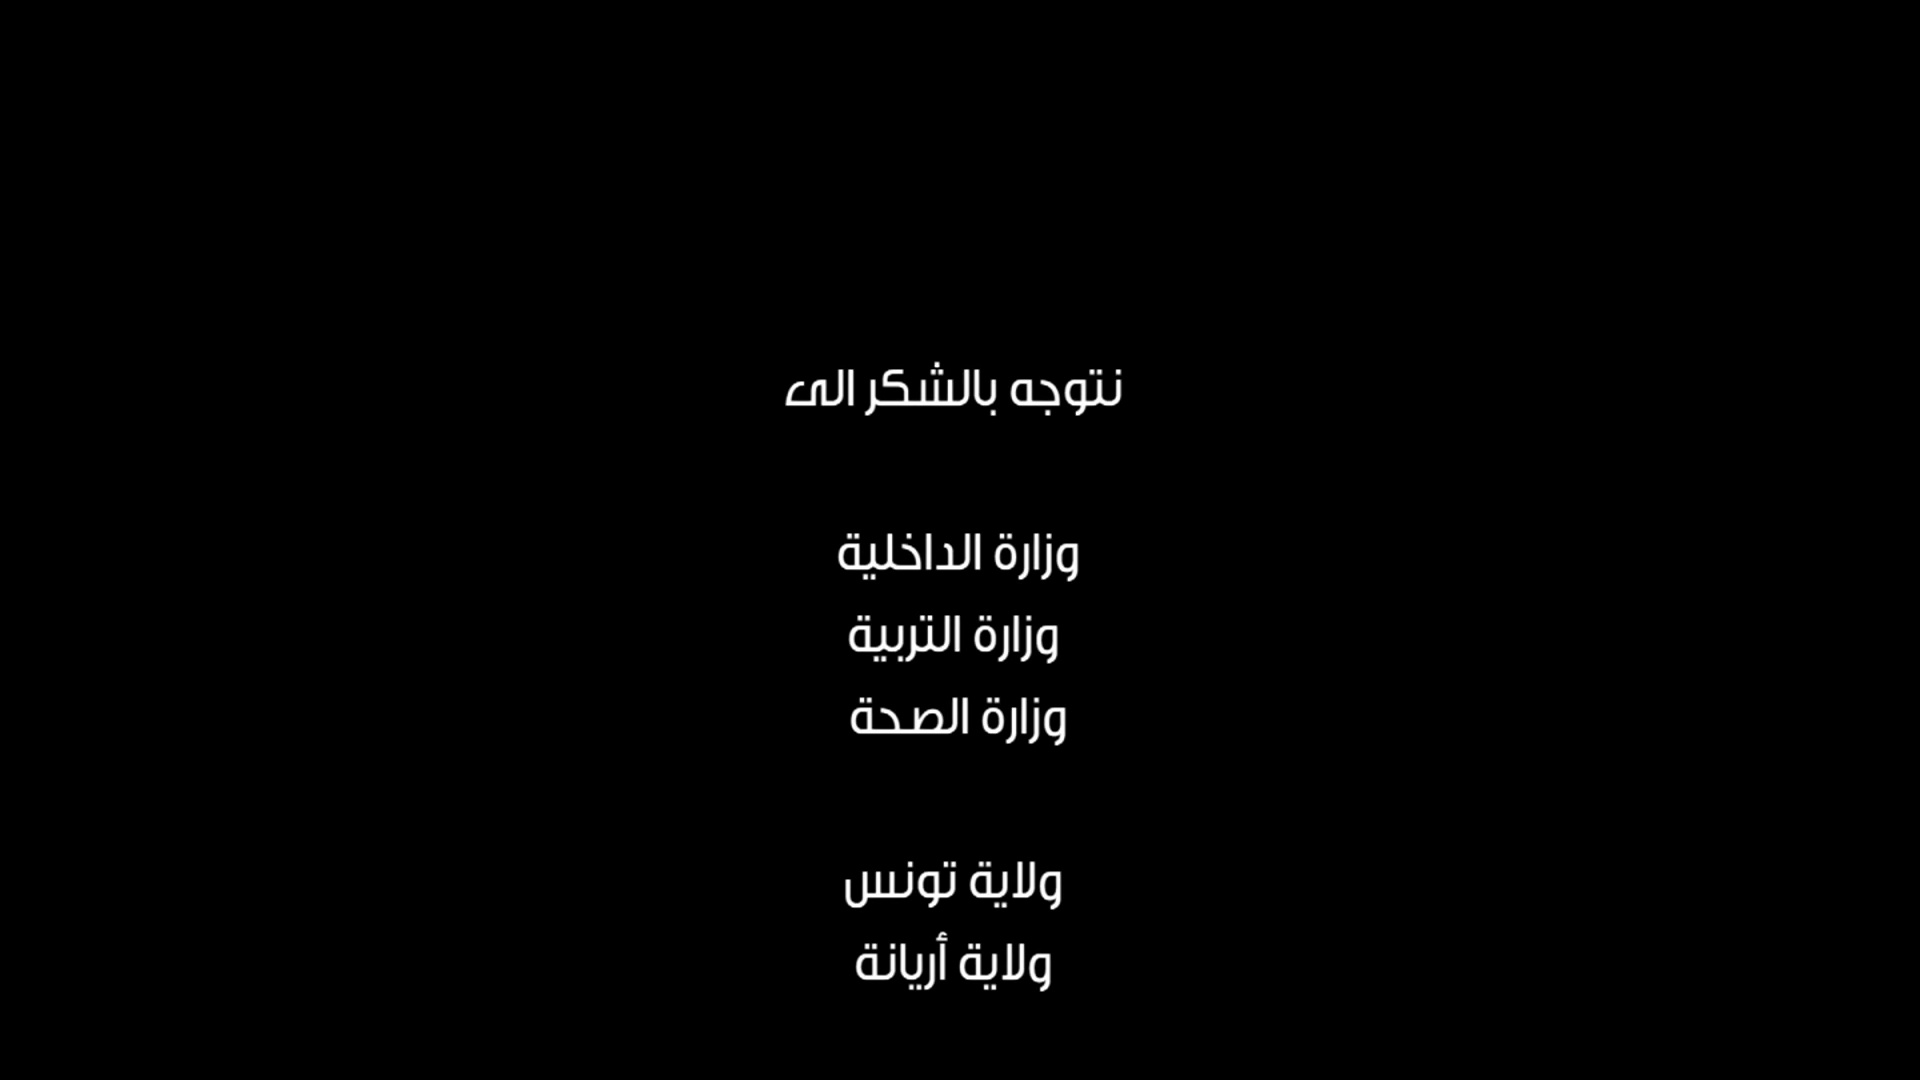 نتوجه بالشكر الى
وزارة الداخلية
وزارة التربية
وزارة الصحة
ولاية تونس
ولاية أريانة